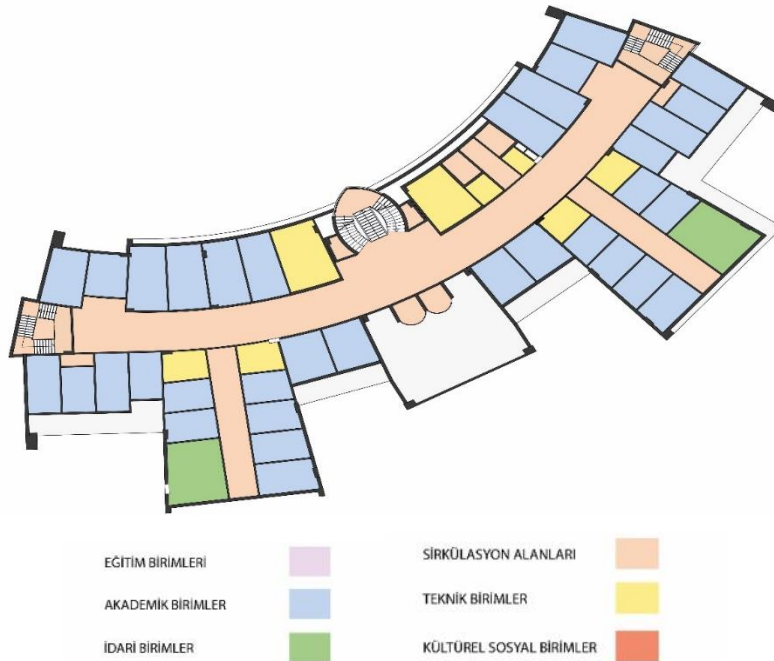 EĞİTİM BİRİMLERİ
AKADEMİK BİRİMLER
İDARİ BİRİMLER
SİRKÜLASYON ALANLARI
TEKNİK BİRİMLER
KÜLTÜREL SOSYAL BİRİMLER